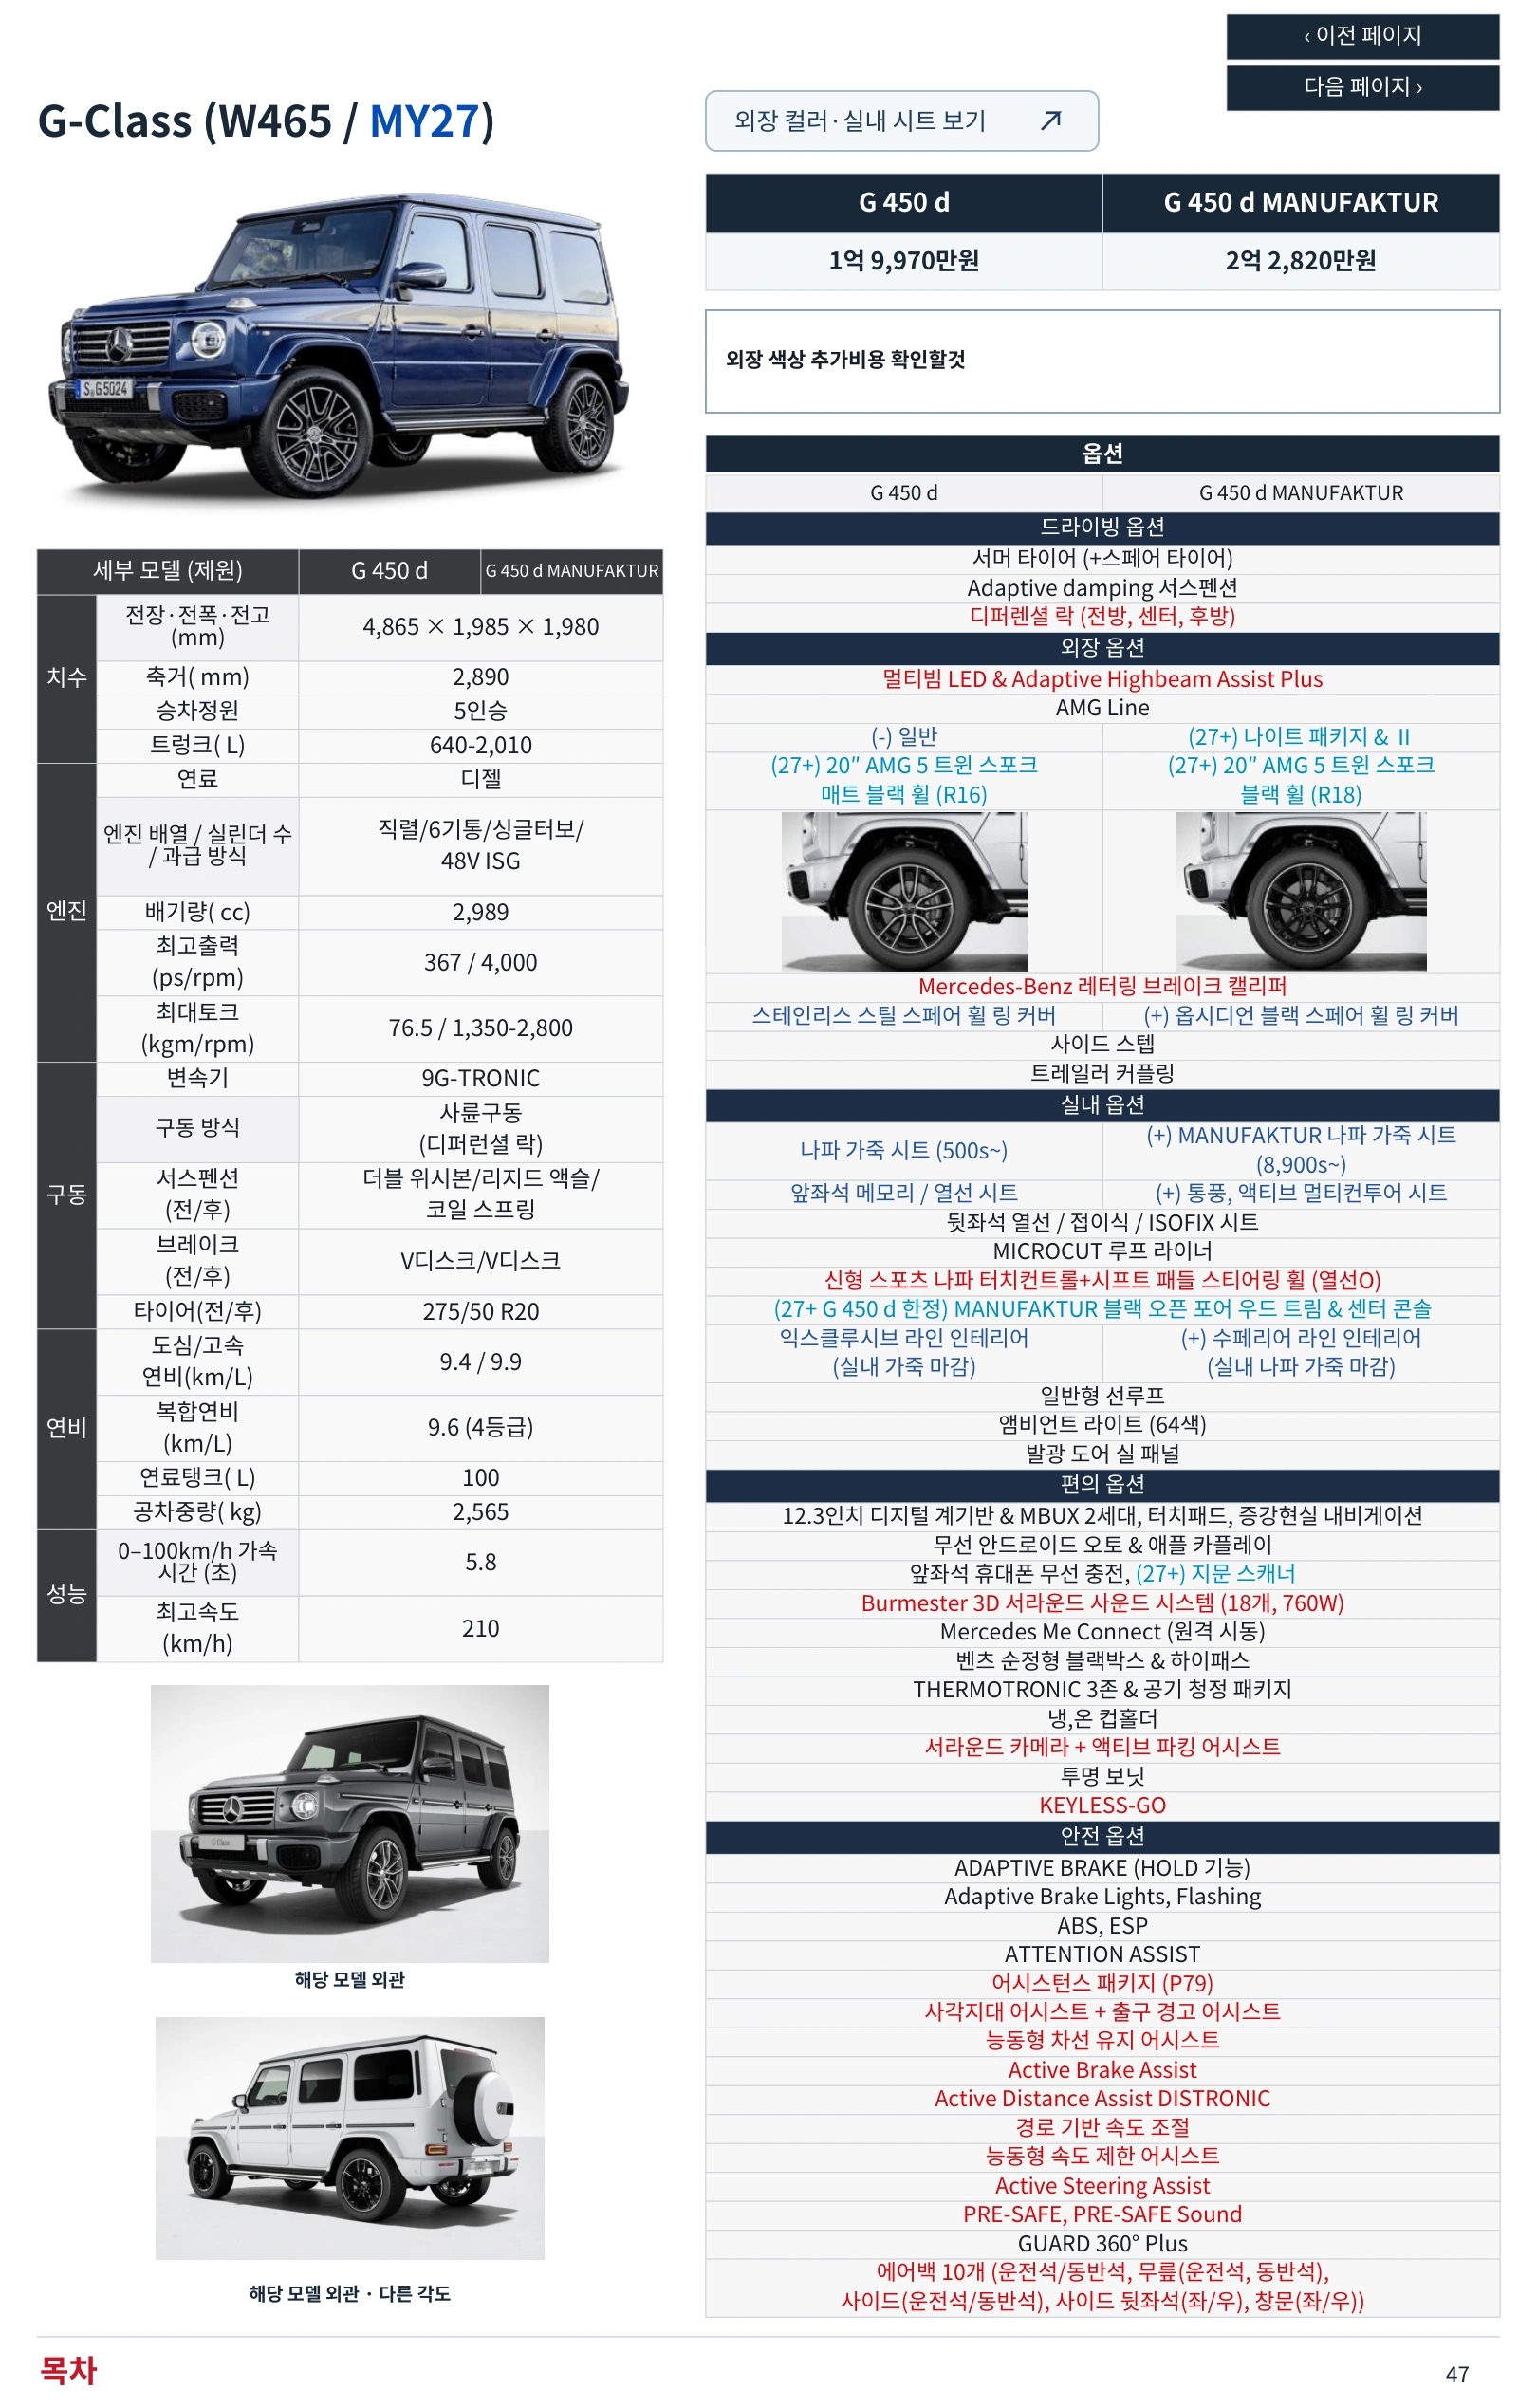 ‹ 이전 페이지
다음 페이지 ›
G-Class (W465 / MY27)
외장 컬러·실내 시트 보기 ↗
S G 5024
세부 모델 (제원) G 450 d G 450 d MANUFAKTUR
치수
전장·전폭·전고
(mm)
4,865 × 1,985 × 1,980
축거( mm) 2,890
승차정원 5인승
트렁크( L) 640-2,010
엔진
연료 디젤
엔진 배열 / 실린더 수
/ 과급 방식
직렬/6기통/싱글터보/
48V ISG
배기량( cc) 2,989
최고출력
(ps/rpm)
367 / 4,000
최대토크
(kgm/rpm)
76.5 / 1,350-2,800
구동
변속기 9G-TRONIC
구동 방식
사륜구동
(디퍼런셜 락)
서스펜션
(전/후)
더블 위시본/리지드 액슬/
코일 스프링
브레이크
(전/후)
V디스크/V디스크
타이어(전/후) 275/50 R20
연비
도심/고속
연비(km/L)
9.4 / 9.9
복합연비
(km/L)
9.6 (4등급)
연료탱크( L) 100
공차중량( kg) 2,565
성능
0–100km/h 가속
시간 (초)
5.8
최고속도
(km/h)
210
G-Class
해당 모델 외관
해당 모델 외관 · 다른 각도
G 450 d G 450 d MANUFAKTUR
1억 9,970만원 2억 2,820만원
외장 색상 추가비용 확인할것
옵션
G 450 d G 450 d MANUFAKTUR
드라이빙 옵션
서머 타이어 (+스페어 타이어)
Adaptive damping 서스펜션
디퍼렌셜 락 (전방, 센터, 후방)
외장 옵션
멀티빔 LED & Adaptive Highbeam Assist Plus
AMG Line
(-) 일반 (27+) 나이트 패키지 & Ⅱ
(27+) 20″ AMG 5 트윈 스포크
매트 블랙 휠 (R16)
(27+) 20″ AMG 5 트윈 스포크
블랙 휠 (R18)
Mercedes-Benz 레터링 브레이크 캘리퍼
스테인리스 스틸 스페어 휠 링 커버 (+) 옵시디언 블랙 스페어 휠 링 커버
사이드 스텝
트레일러 커플링
실내 옵션
나파 가죽 시트 (500s~)
(+) MANUFAKTUR 나파 가죽 시트
(8,900s~)
앞좌석 메모리 / 열선 시트 (+) 통풍, 액티브 멀티컨투어 시트
뒷좌석 열선 / 접이식 / ISOFIX 시트
MICROCUT 루프 라이너
신형 스포츠 나파 터치컨트롤+시프트 패들 스티어링 휠 (열선O)
(27+ G 450 d 한정) MANUFAKTUR 블랙 오픈 포어 우드 트림 & 센터 콘솔
익스클루시브 라인 인테리어
(실내 가죽 마감)
(+) 수페리어 라인 인테리어
(실내 나파 가죽 마감)
일반형 선루프
앰비언트 라이트 (64색)
발광 도어 실 패널
편의 옵션
12.3인치 디지털 계기반 & MBUX 2세대, 터치패드, 증강현실 내비게이션
무선 안드로이드 오토 & 애플 카플레이
앞좌석 휴대폰 무선 충전, (27+) 지문 스캐너
Burmester 3D 서라운드 사운드 시스템 (18개, 760W)
Mercedes Me Connect (원격 시동)
벤츠 순정형 블랙박스 & 하이패스
THERMOTRONIC 3존 & 공기 청정 패키지
냉,온 컵홀더
서라운드 카메라 + 액티브 파킹 어시스트
투명 보닛
KEYLESS-GO
안전 옵션
ADAPTIVE BRAKE (HOLD 기능)
Adaptive Brake Lights, Flashing
ABS, ESP
ATTENTION ASSIST
어시스턴스 패키지 (P79)
사각지대 어시스트 + 출구 경고 어시스트
능동형 차선 유지 어시스트
Active Brake Assist
Active Distance Assist DISTRONIC
경로 기반 속도 조절
능동형 속도 제한 어시스트
Active Steering Assist
PRE-SAFE, PRE-SAFE Sound
GUARD 360° Plus
에어백 10개 (운전석/동반석, 무릎(운전석, 동반석),
사이드(운전석/동반석), 사이드 뒷좌석(좌/우), 창문(좌/우))
목차
47